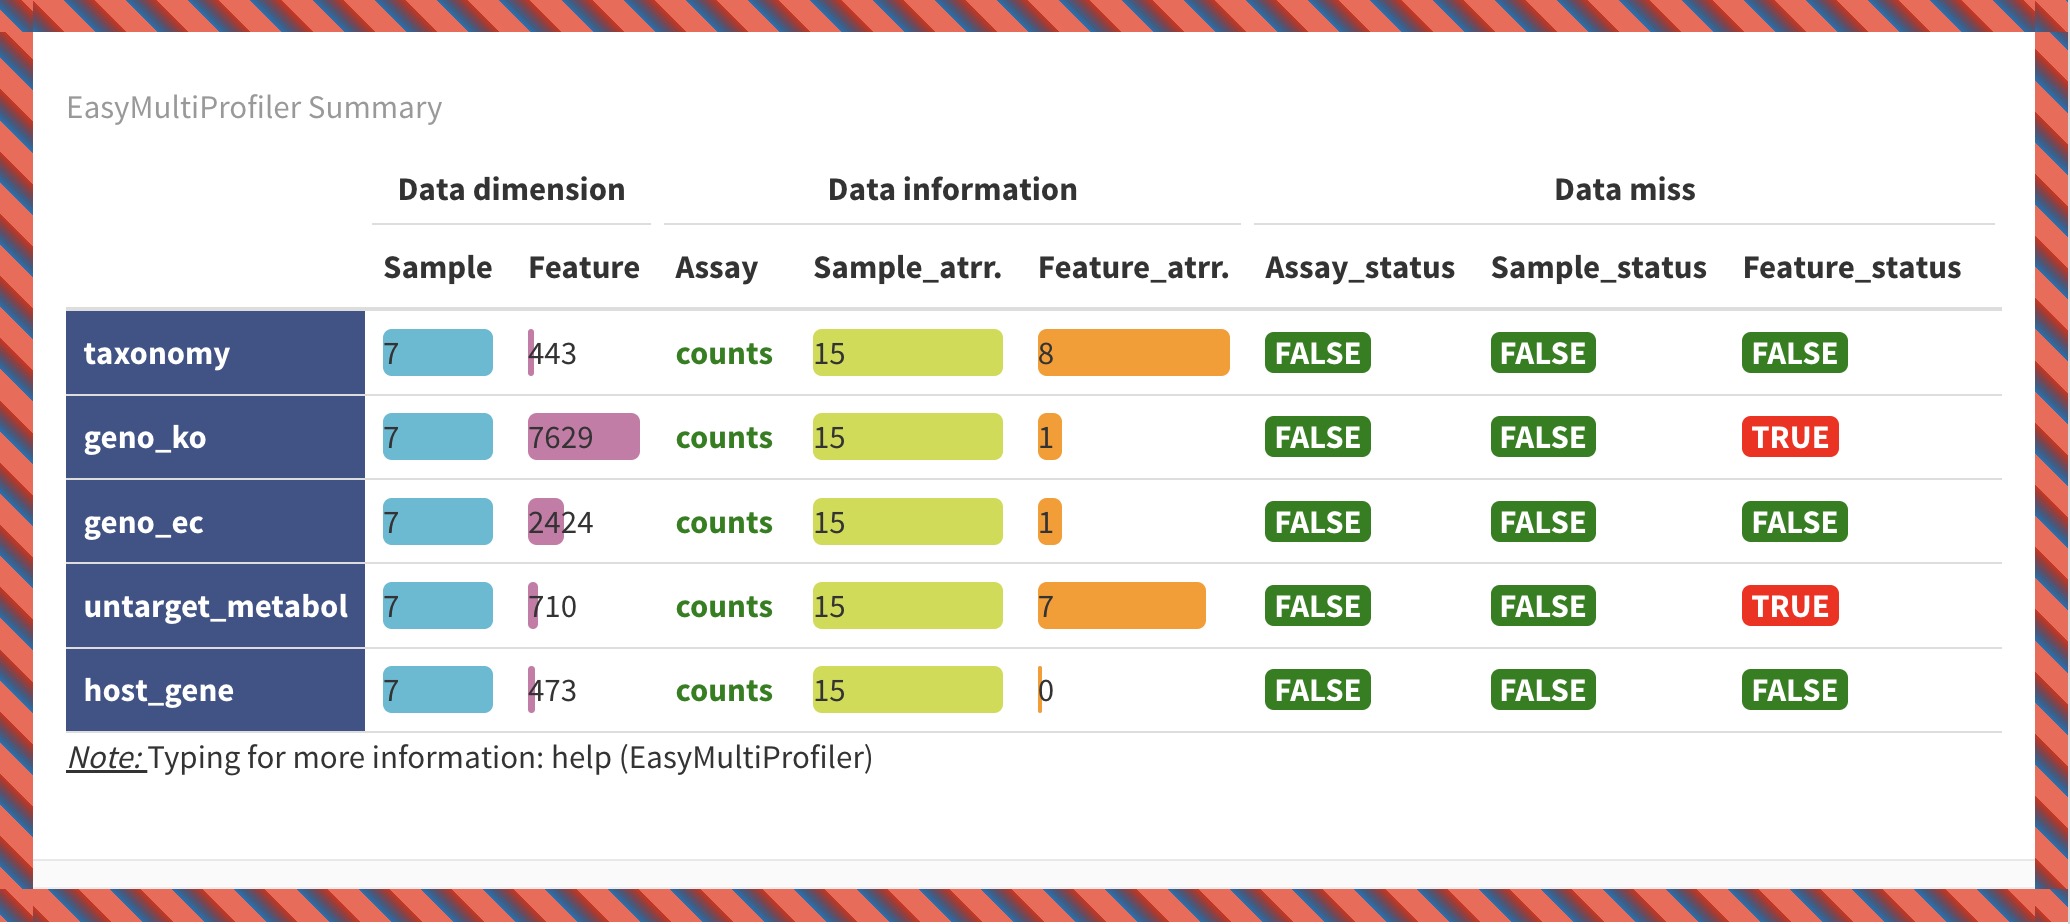 EasyMultiProfiler Summary
Data dimension Data information Data miss
Sample Feature Assay Sample_atrr. Feature_atrr. Assay_status Sample_status Feature_status
taxonomy 7 443 counts 15 8 FALSE FALSE FALSE
geno_ko 7 7629 counts 15 1 FALSE FALSE TRUE
geno_ec 7 2424 counts 15 1 FALSE FALSE FALSE
untarget_metabol 7 710 counts 15 7 FALSE FALSE TRUE
host_gene 7 473 counts 15 0 FALSE FALSE FALSE
Note: Typing for more information: help (EasyMultiProfiler)